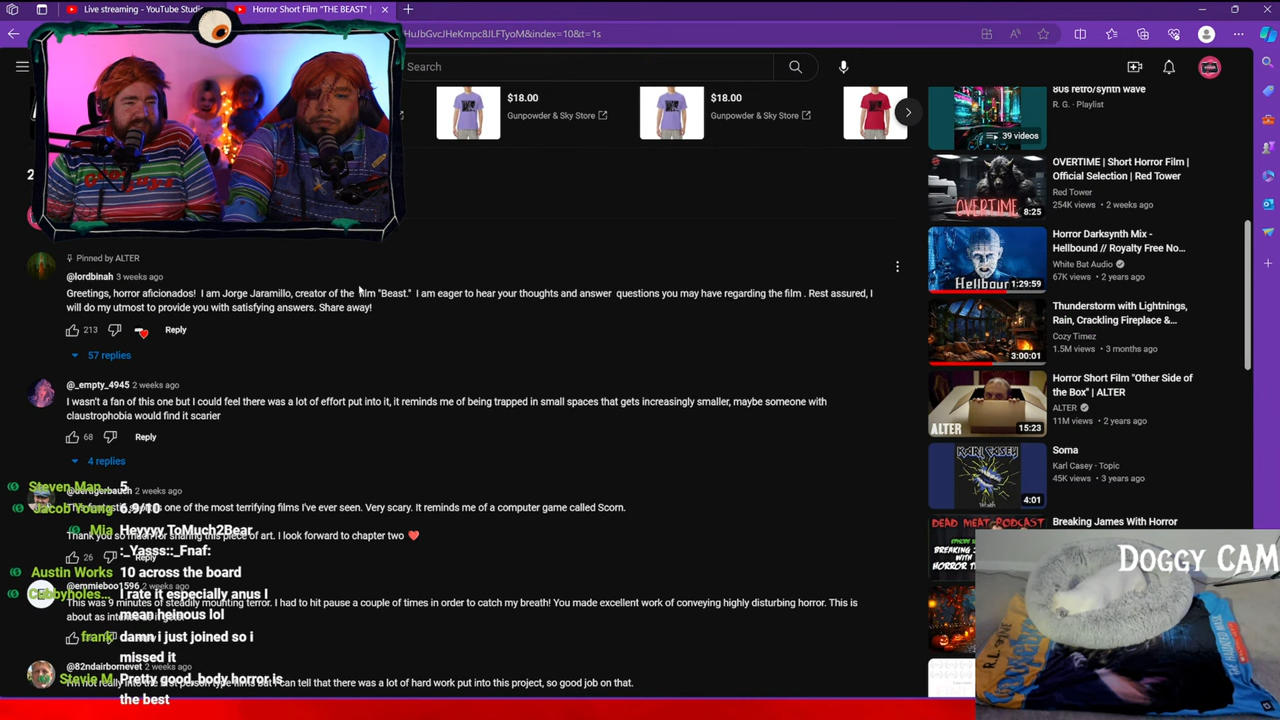 Live streaming - YouTube Studio
Horror Short Film "THE BEAST"
HuJbGvcJHeKmpc8JLFTyoM&index=10&t=1s
Search
$18.00
Gunpowder & Sky Store
$18.00
Gunpowder & Sky Store
80s retro/synth wave
R. G. · Playlist
39 videos
OVERTIME | Short Horror Film | Official Selection | Red Tower
Red Tower
254K views · 2 weeks ago
OVERTIME
8:25
Horror Darksynth Mix - Hellbound // Royalty Free No...
White Bat Audio
67K views · 2 years ago
Hellbound
1:29:59
Thunderstorm with Lightnings, Rain, Crackling Fireplace &...
Cozy Timez
1.5M views · 3 months ago
3:00:01
Horror Short Film "Other Side of the Box" | ALTER
ALTER
11M views · 2 years ago
ALTER
15:23
Soma
Karl Casey - Topic
45K views · 3 years ago
KARL CASEY
4:01
Breaking James With Horror
DEAD MEAT PODCAST
DOGGY CAM
R.L.
Pinned by ALTER
@lordbinah 3 weeks ago
Greetings, horror aficionados! I am Jorge Jaramillo, creator of the film "Beast." I am eager to hear your thoughts and answer questions you may have regarding the film . Rest assured, I
will do my utmost to provide you with satisfying answers. Share away!
213 Reply
57 replies
@_empty_4945 2 weeks ago
I wasn't a fan of this one but I could feel there was a lot of effort put into it, it reminds me of being trapped in small spaces that gets increasingly smaller, maybe someone with
claustrophobia would find it scarier
68 Reply
4 replies
2 weeks ago
one of the most terrifying films I've ever seen. Very scary. It reminds me of a computer game called Scorn.
Thank you so much for sharing this piece of art. I look forward to chapter two
26 Reply
@emmieboo1596 2 weeks ago
This was 9 minutes of steadily mounting terror. I had to hit pause a couple of times in order to catch my breath! You made excellent work of conveying highly disturbing horror. This is
about as intense as it gets!
@82ndairbornevet 2 weeks ago
can tell that there was a lot of hard work put into this project, so good job on that.
Steven Man 5
Jacob Young 6.9/10
Mia Heyyyy ToMuch2Bear
:_Yasss::_Fnaf:
Austin Works 10 across the board
Cubbyholes... I rate it especially anus I
mean heinous lol
frank damn i just joined so i
missed it
Stevie M Pretty good, body horror is
the best